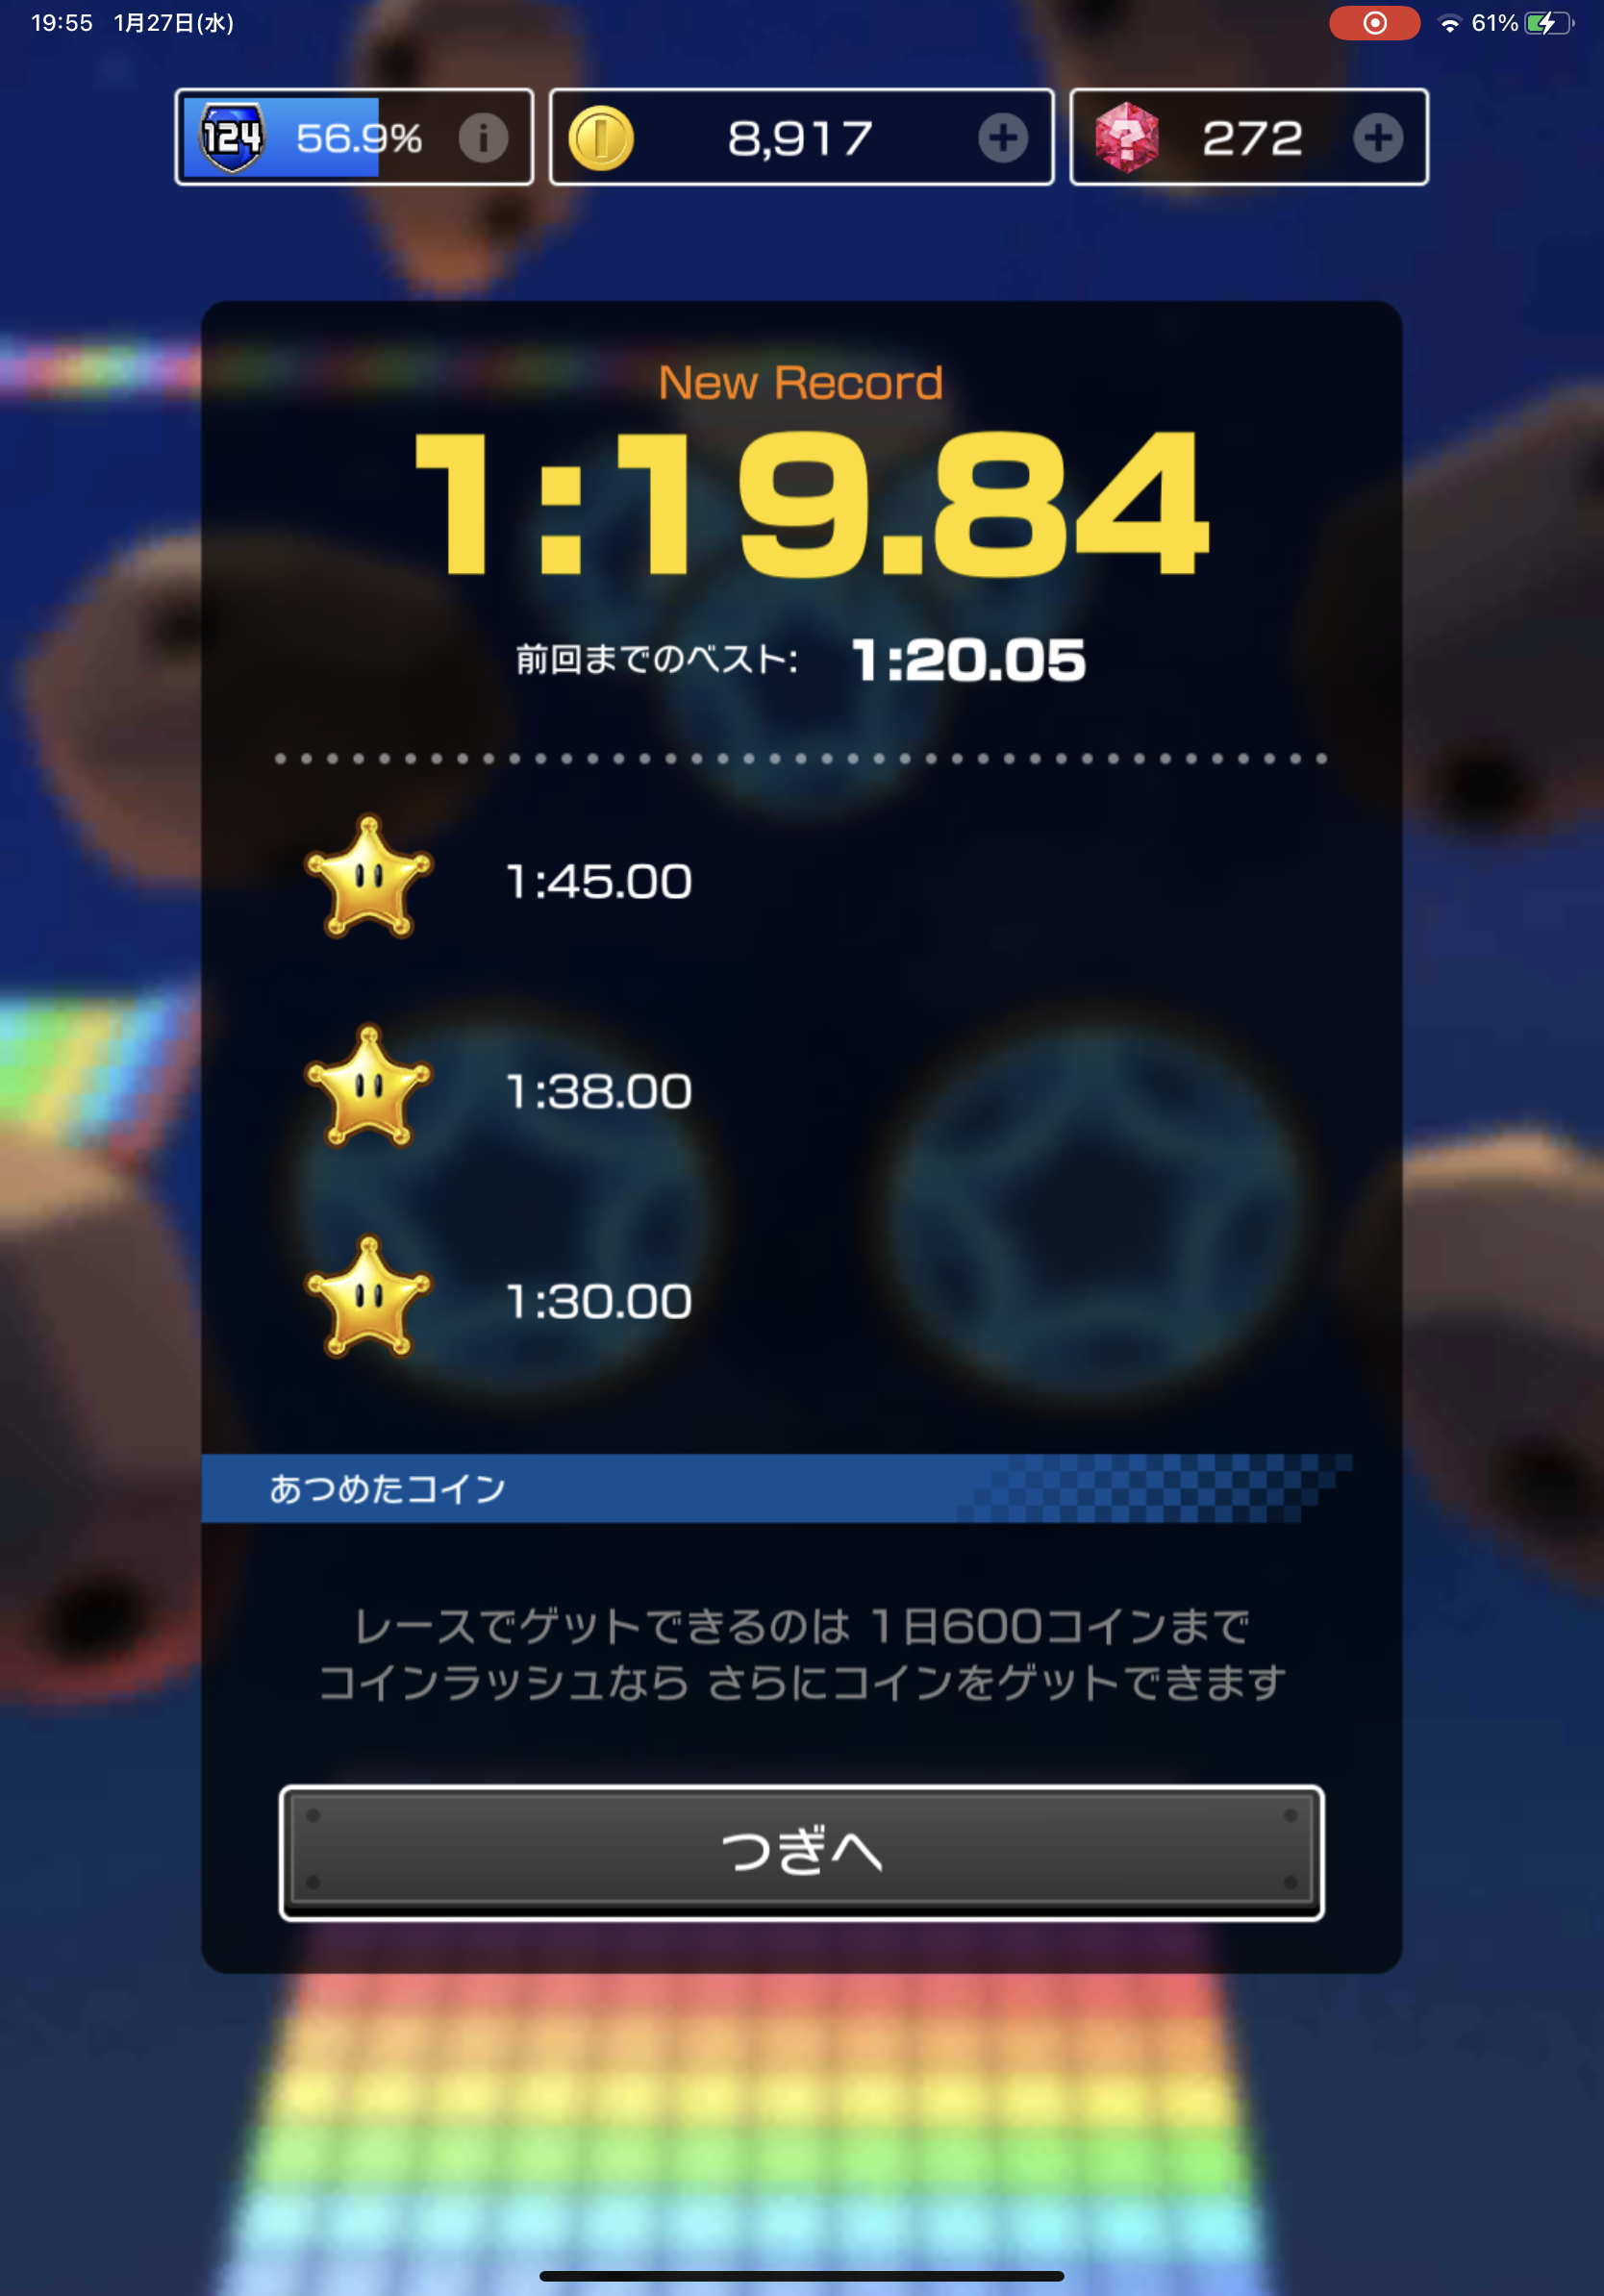 19:55 1月27日(水) 61%
124 56.9% i 8,917 + ? 272 +
New Record
1:19.84
前回までのベスト: 1:20.05
1:45.00
1:38.00
1:30.00
あつめたコイン
レースでゲットできるのは 1日600コインまで
コインラッシュなら さらにコインをゲットできます
つぎへ